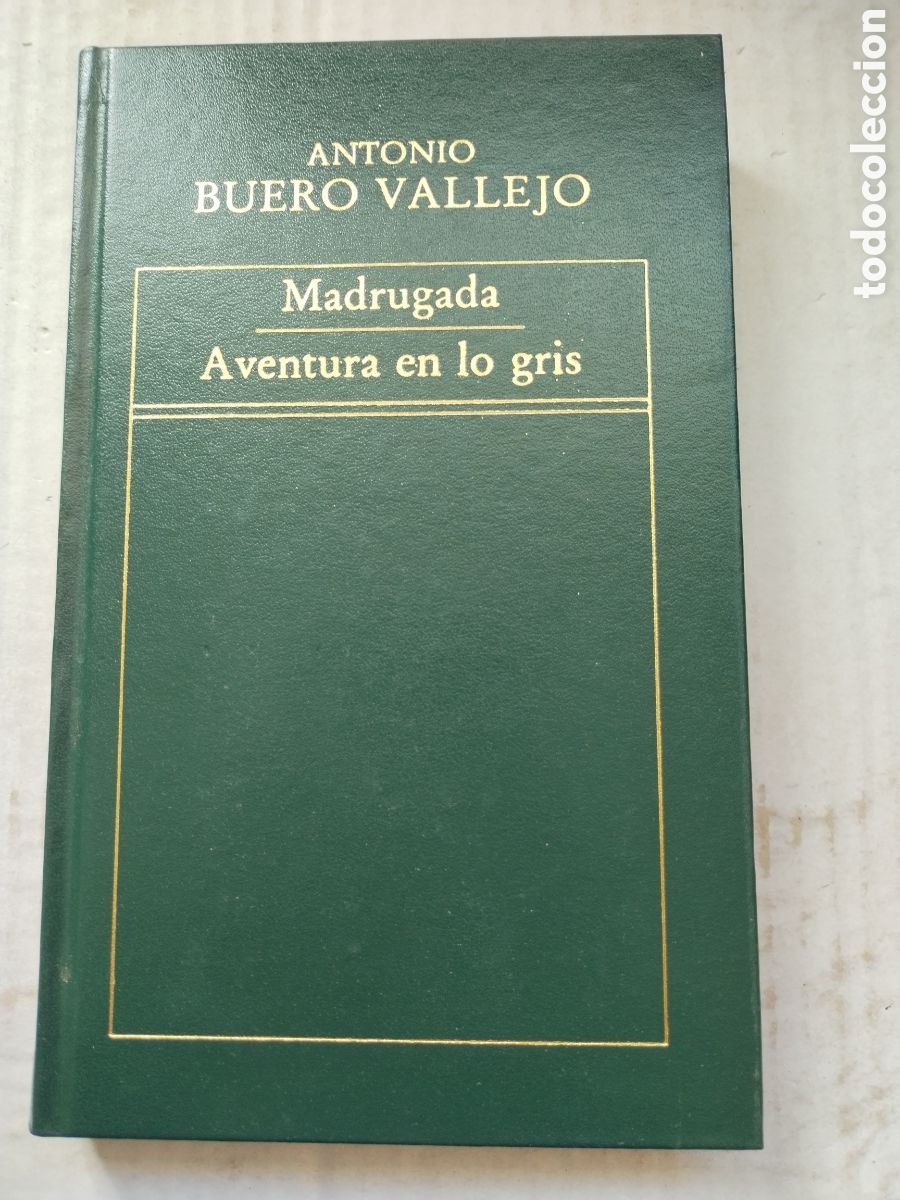 ANTONIO
BUERO VALLEJO
Madrugada
Aventura en lo gris
todocoleccion